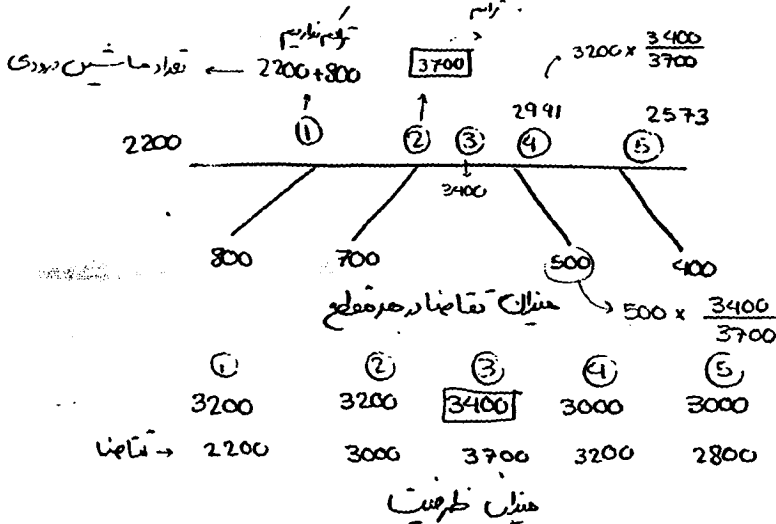 تراکم
تراکم نداریم
3200 × 3400/3700
تعداد ماشین ورودی ← 2200+800
3700
2991 2573
2200 ① ② ③ ④ ⑤
3400
800 700 500 400
میزان تقاضا در هر مقطع
500 × 3400/3700
① ② ③ ④ ⑤
3200 3200 3400 3000 3000
تقاضا → 2200 3000 3700 3200 2800
میزان ظرفیت